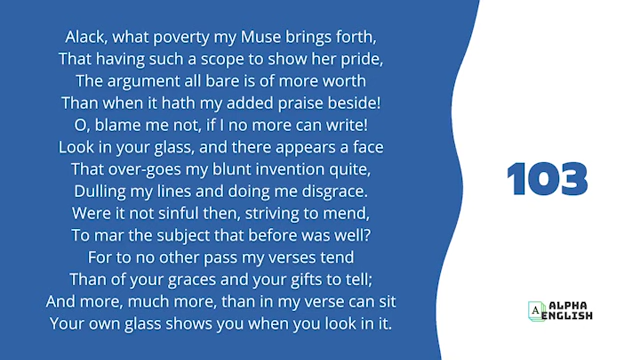 Alack, what poverty my Muse brings forth,
That having such a scope to show her pride,
The argument all bare is of more worth
Than when it hath my added praise beside!
O, blame me not, if I no more can write!
Look in your glass, and there appears a face
That over-goes my blunt invention quite,
Dulling my lines and doing me disgrace.
Were it not sinful then, striving to mend,
To mar the subject that before was well?
For to no other pass my verses tend
Than of your graces and your gifts to tell;
And more, much more, than in my verse can sit
Your own glass shows you when you look in it.
103
A
ALPHA
ENGLISH